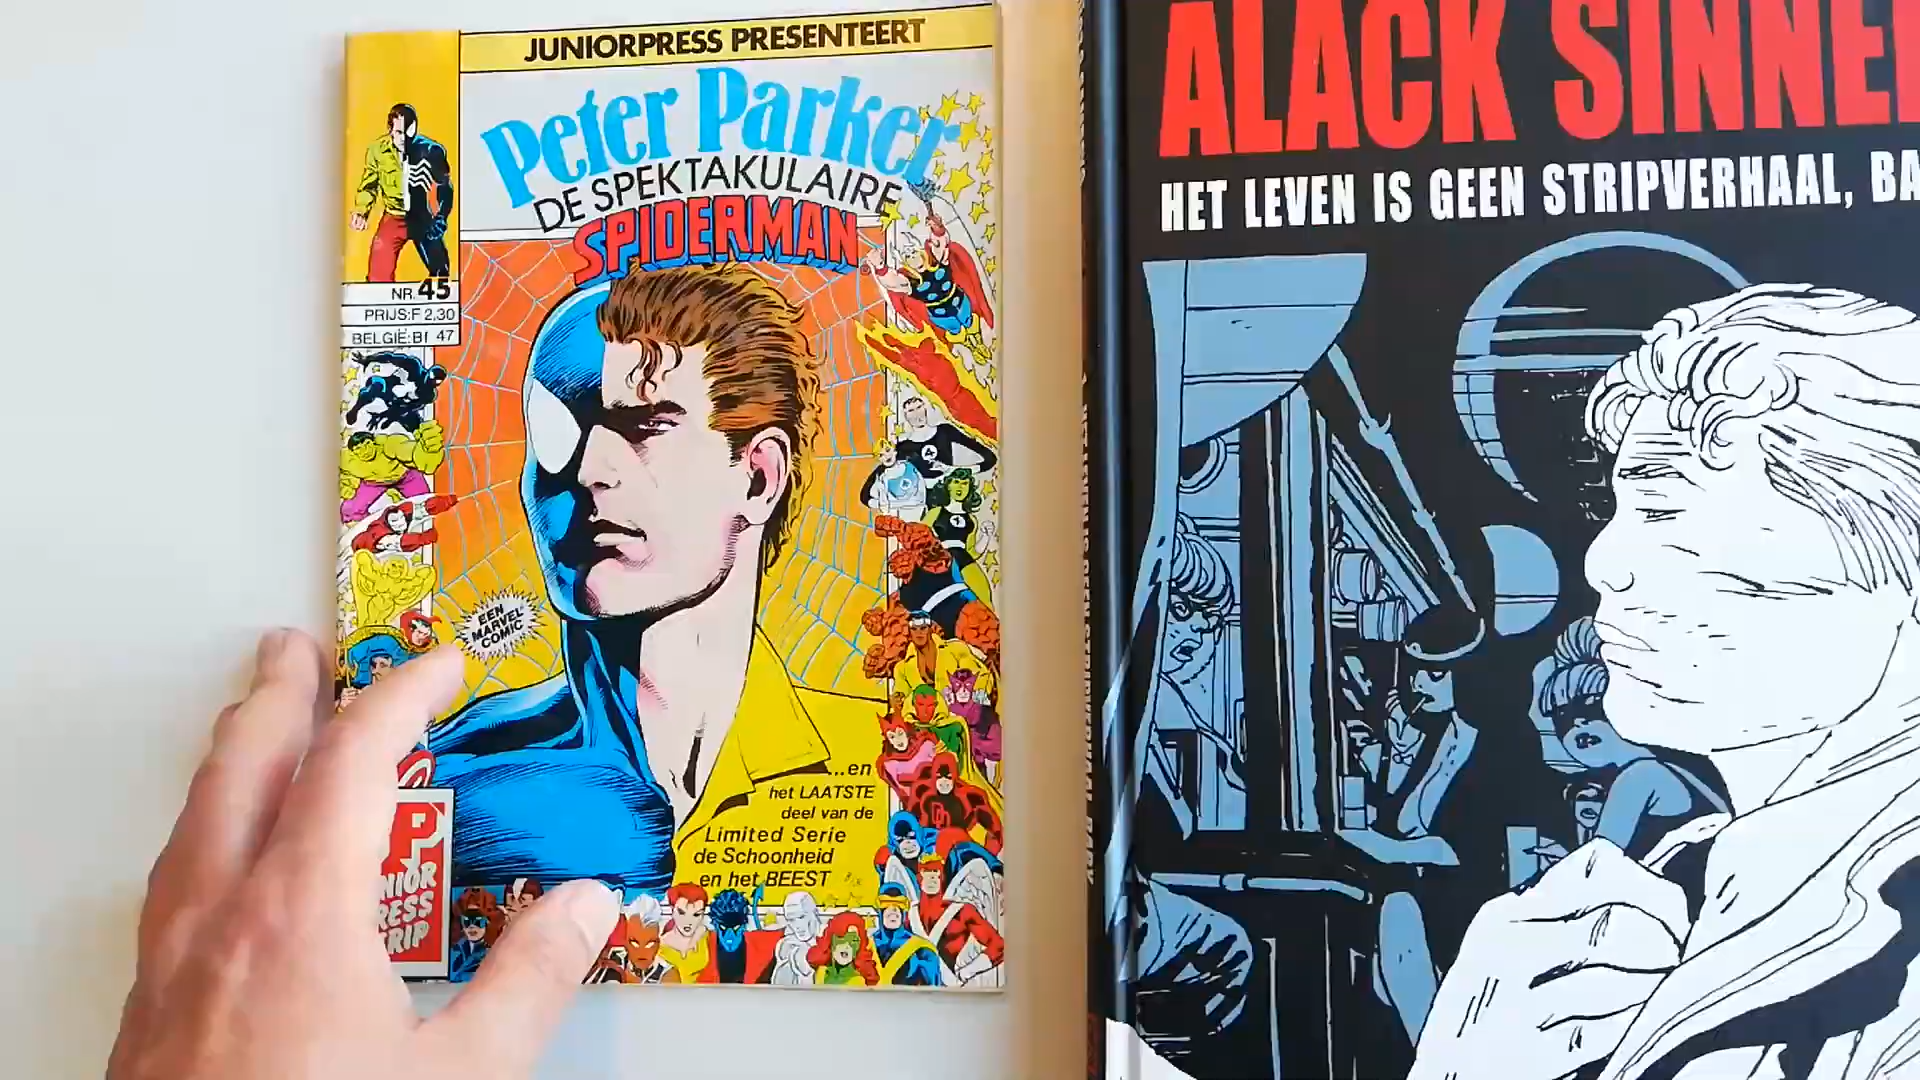 JUNIORPRESS PRESENTEERT
Peter Parker
DE SPEKTAKULAIRE
SPIDERMAN
NR. 45
PRIJS:F 2,30
BELGIË:Bf 47
EEN
MARVEL
COMIC
...en
het LAATSTE
deel van de
Limited Serie
de Schoonheid
en het BEEST
JP
NIOR
RESS
RIP
ALACK SINNE
HET LEVEN IS GEEN STRIPVERHAAL, BA